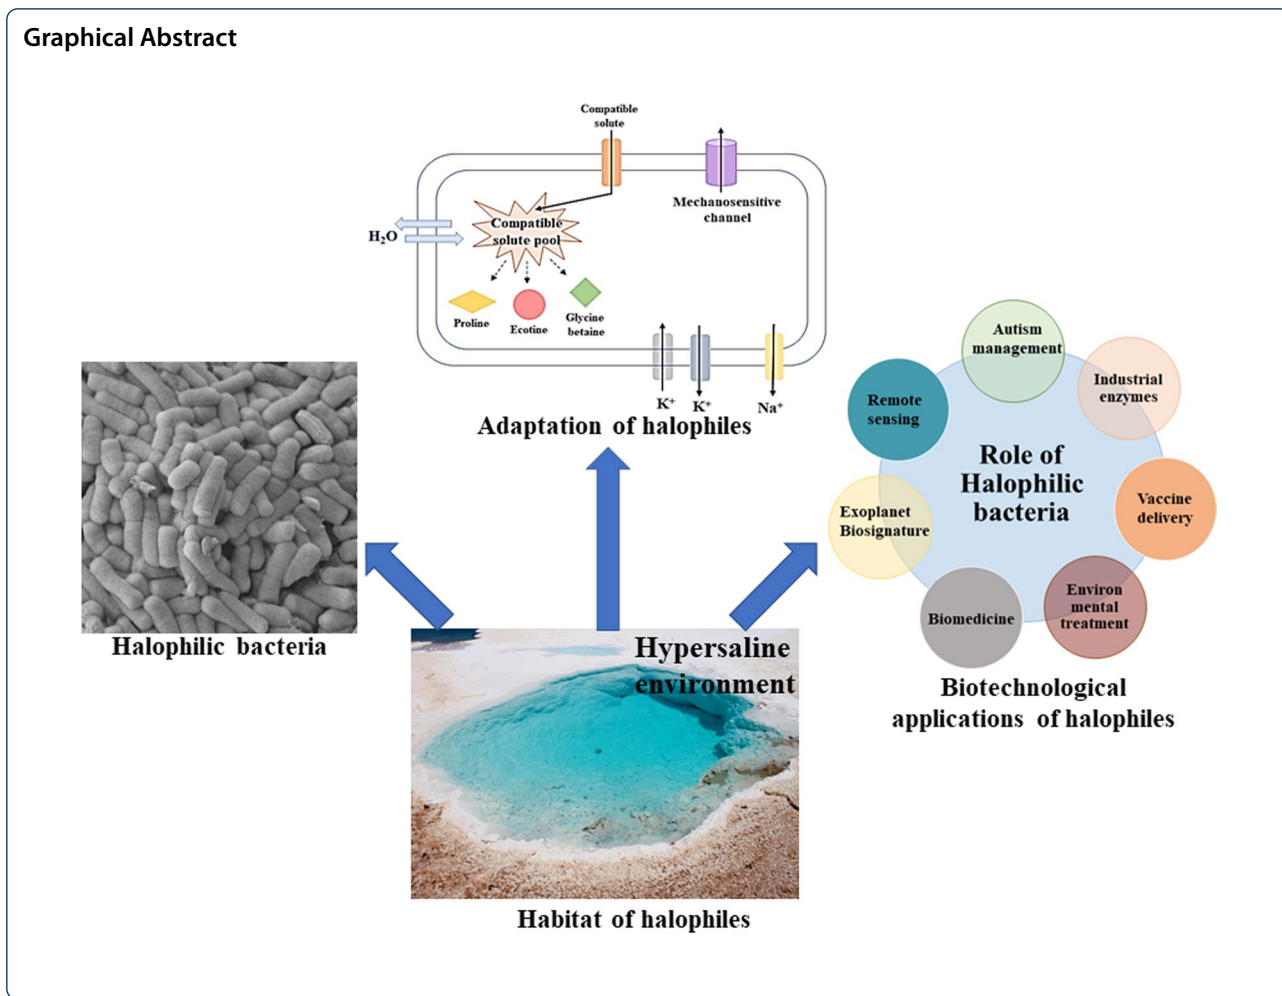 Graphical Abstract
Compatible
solute
Mechanosensitive
channel
H₂O
Compatible
solute pool
Proline
Ecotine
Glycine
betaine
K⁺
K⁺
Na⁺
Adaptation of halophiles
Halophilic bacteria
Hypersaline
environment
Habitat of halophiles
Role of
Halophilic
bacteria
Autism
management
Industrial
enzymes
Vaccine
delivery
Environ
mental
treatment
Biomedicine
Exoplanet
Biosignature
Remote
sensing
Biotechnological
applications of halophiles